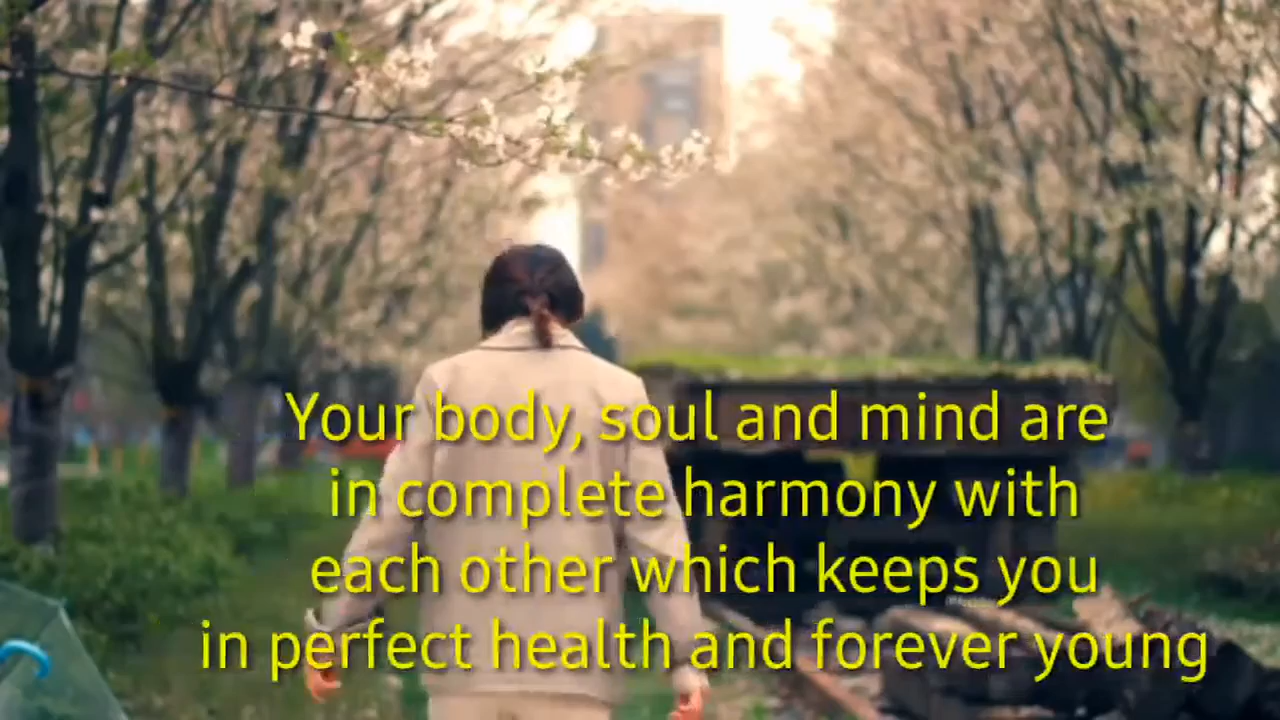 Your body, soul and mind are
in complete harmony with
each other which keeps you
in perfect health and forever young